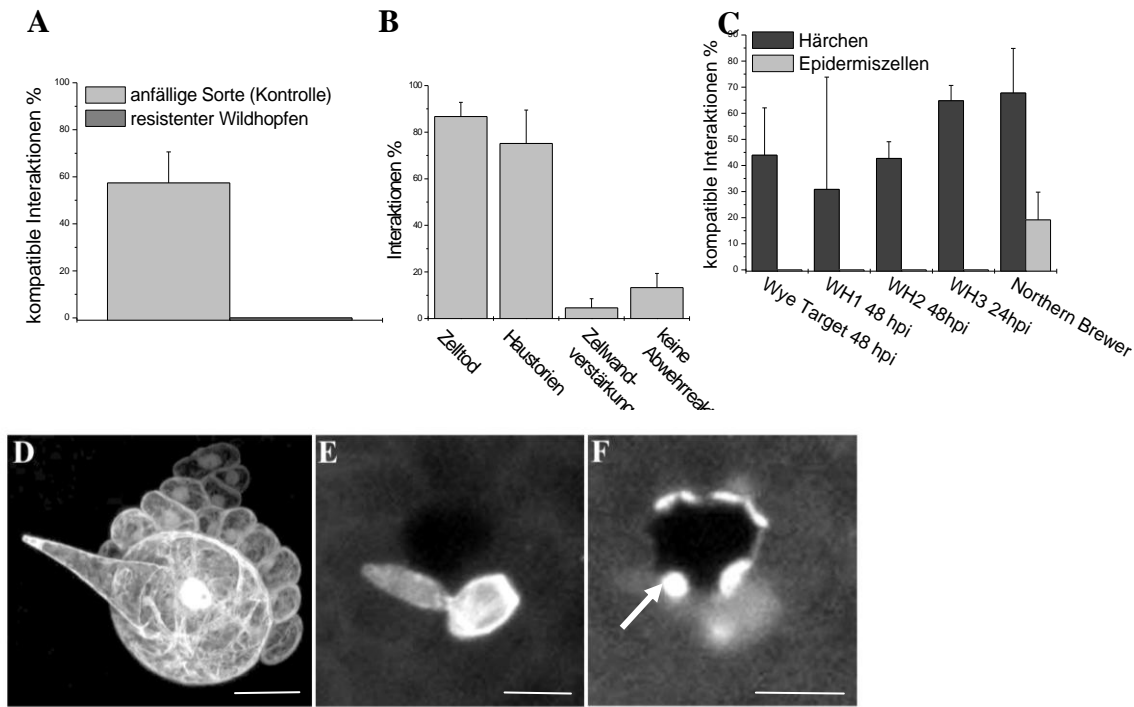 A
kompatible Interaktionen %
100
80
60
40
20
0
anfällige Sorte (Kontrolle)
resistenter Wildhopfen
B
Interaktionen %
100
80
60
40
20
0
Zelltod
Haustorien
Zellwand-
verstärkung
keine
Abwehrreak
C
kompatible Interaktionen %
90
80
70
60
50
40
30
20
10
0
Härchen
Epidermiszellen
Wye Target 48 hpi
WH1 48 hpi
WH2 48hpi
WH3 24hpi
Northern Brewer
D
E
F